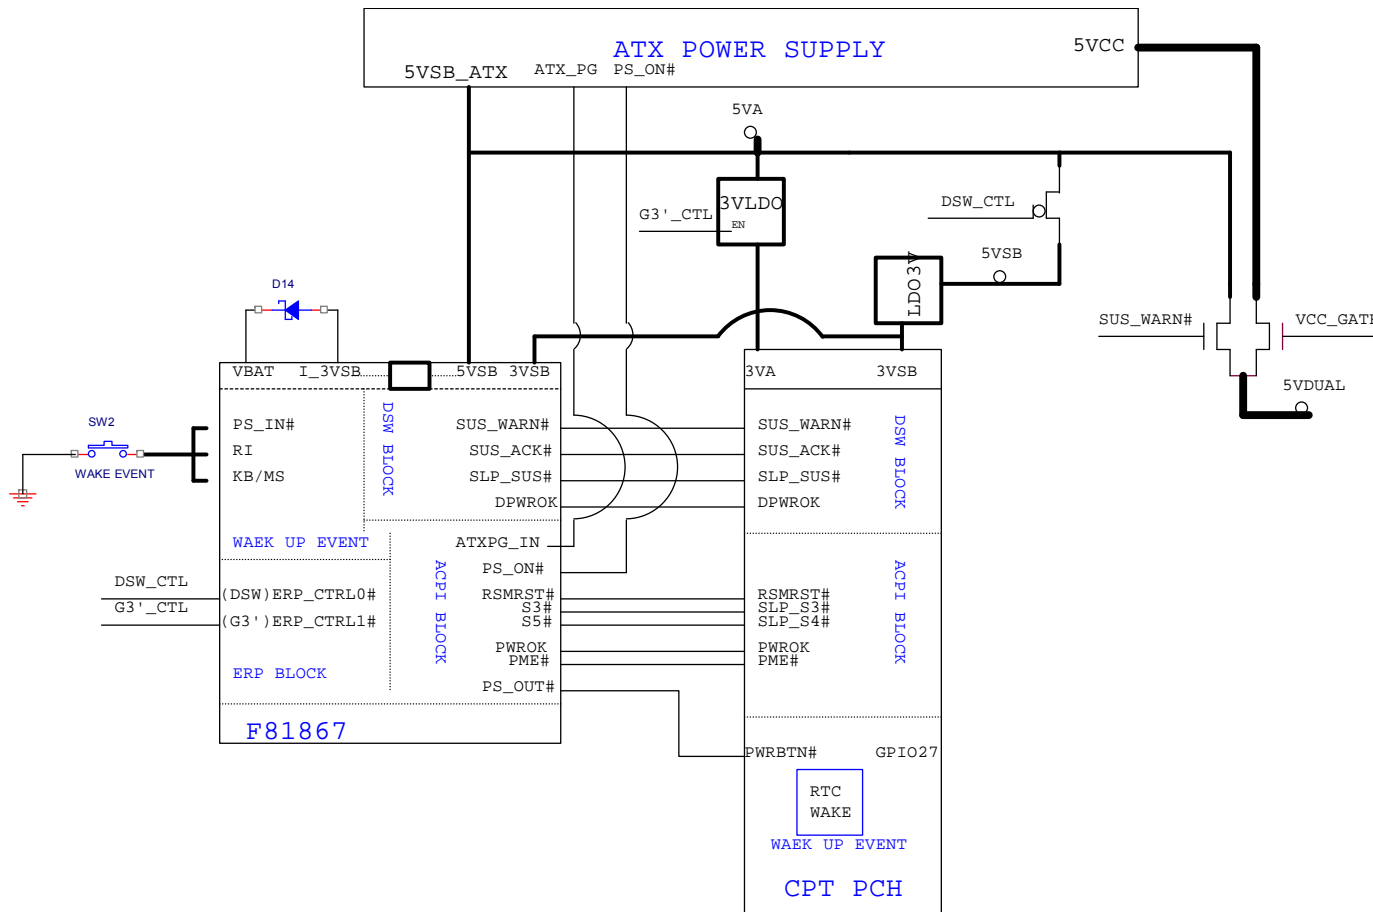 ATX POWER SUPPLY
5VCC
5VSB_ATX
ATX_PG
PS_ON#
5VA
3VLDO
EN
G3'_CTL
DSW_CTL
5VSB
LDO3V
D14
SUS_WARN#
VCC_GATE
5VDUAL
VBAT
I_3VSB
5VSB
3VSB
3VA
3VSB
SW2
WAKE EVENT
PS_IN#
RI
KB/MS
DSW BLOCK
SUS_WARN#
SUS_ACK#
SLP_SUS#
DPWROK
SUS_WARN#
SUS_ACK#
SLP_SUS#
DPWROK
DSW BLOCK
WAEK UP EVENT
ATXPG_IN
PS_ON#
DSW_CTL
G3'_CTL
(DSW)ERP_CTRL0#
(G3')ERP_CTRL1#
ERP BLOCK
ACPI BLOCK
RSMRST#
S3#
S5#
PWROK
PME#
PS_OUT#
RSMRST#
SLP_S3#
SLP_S4#
PWROK
PME#
ACPI BLOCK
F81867
PWRBTN#
GPIO27
RTC
WAKE
WAEK UP EVENT
CPT PCH